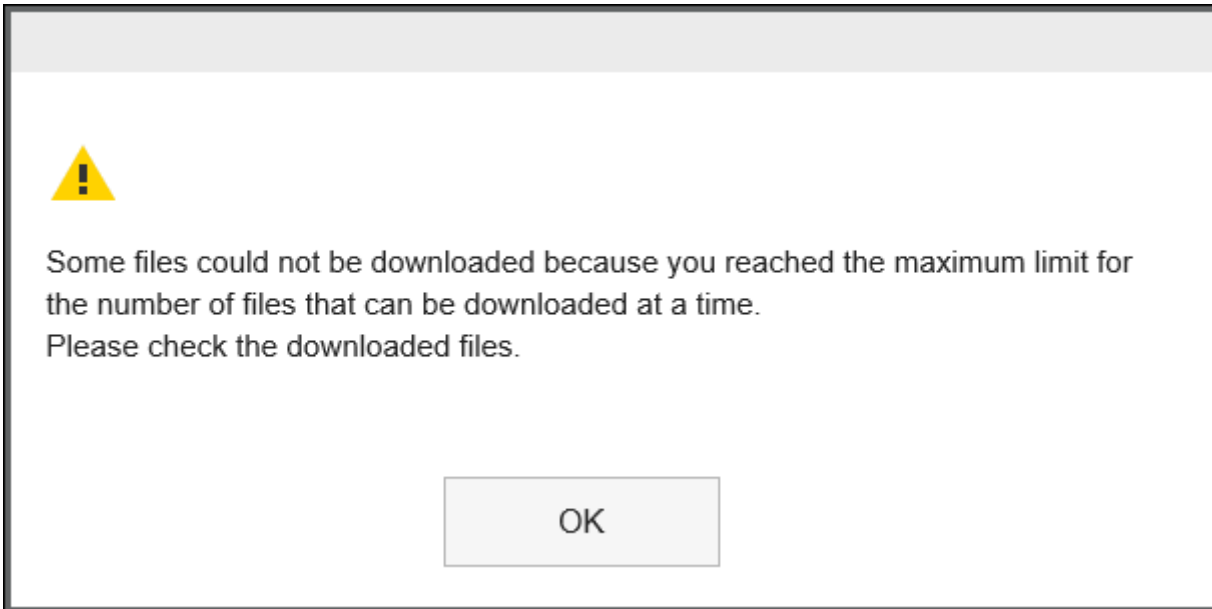 Some files could not be downloaded because you reached the maximum limit for
the number of files that can be downloaded at a time.
Please check the downloaded files.
OK